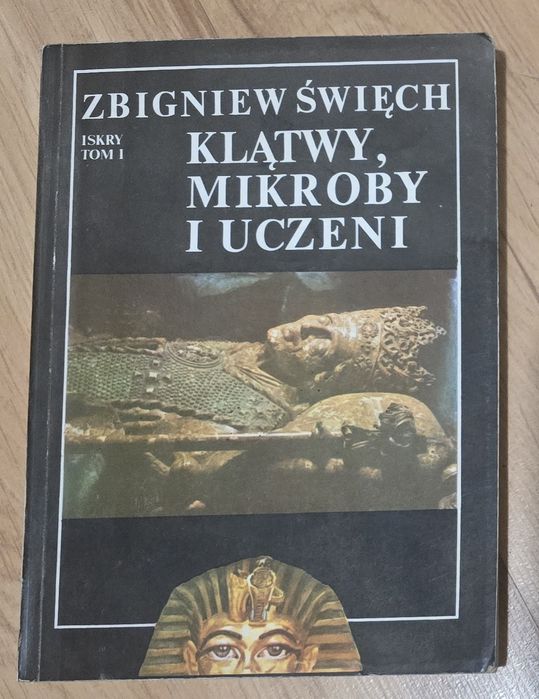 ZBIGNIEW ŚWIĘCH
ISKRY
TOM I
KLĄTWY,
MIKROBY
I UCZENI